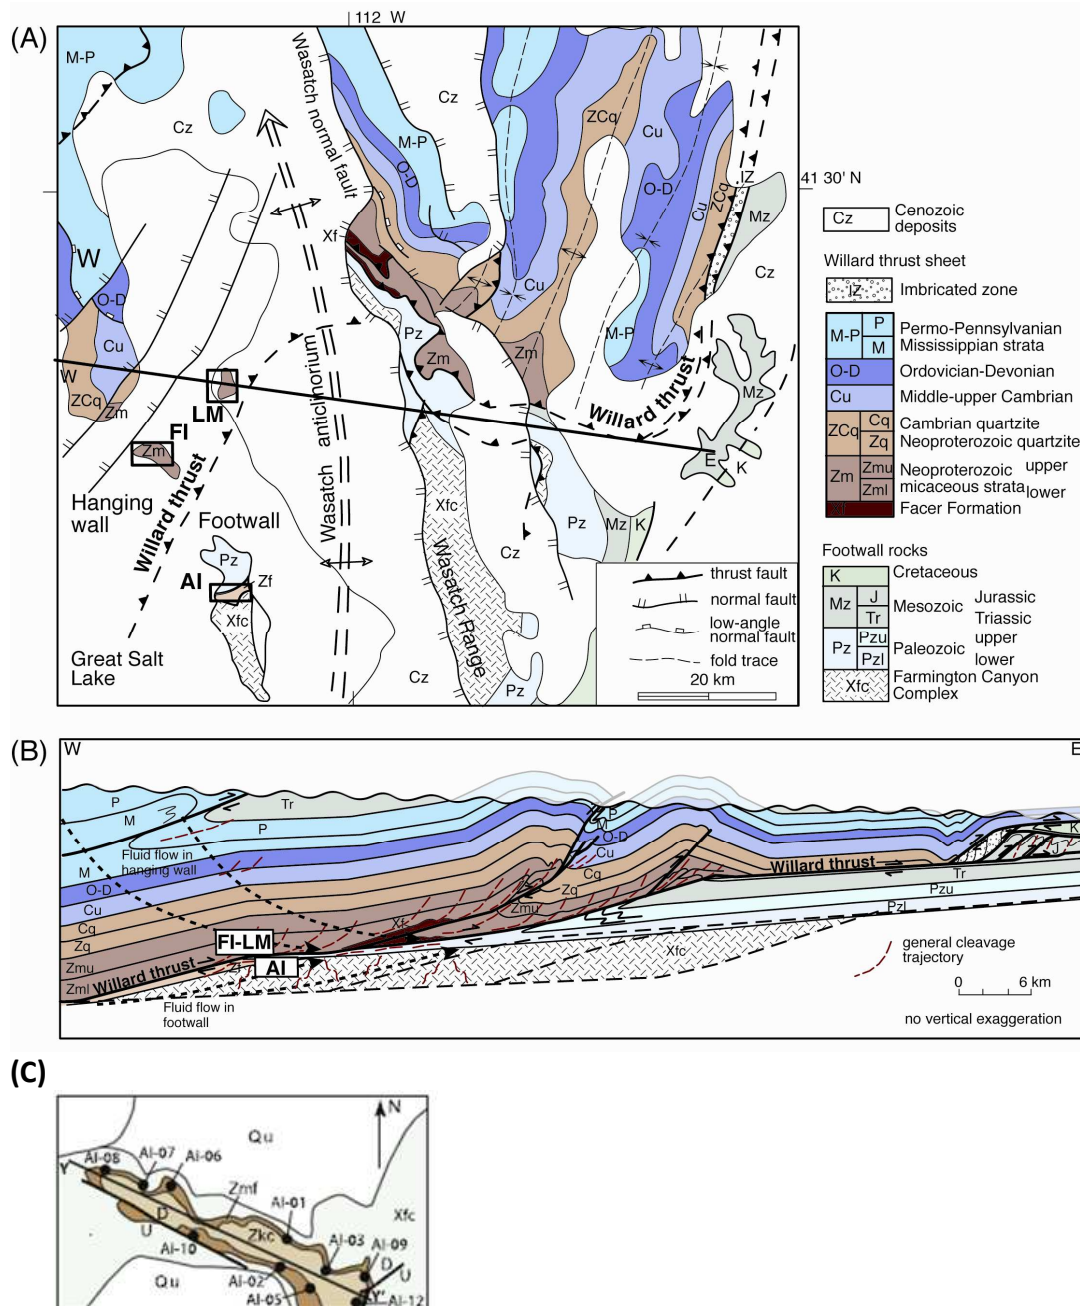 (A)
112 W
M-P
Cz
Wasatch normal fault
Cz
M-P
O-D
ZCq
Cu
O-D
Cu
ZCq
IZ
Mz
Cz
41 30' N
Xf
W
O-D
Cu
W
ZCq
Zm
Cu
Pz
Zm
Zm
M-P
Willard thrust
Mz
LM
FI
Zm
Hanging
wall
Willard thrust
Footwall
Wasatch anticlinorium
E
K
Pz
AI
Zf
Xfc
Xfc
Wasatch Range
Cz
Pz
Mz
K
Great Salt
Lake
Cz
Pz
thrust fault
normal fault
low-angle
normal fault
fold trace
20 km
Cz
Cenozoic
deposits
Willard thrust sheet
IZ
Imbricated zone
M-P
P
M
Permo-Pennsylvanian
Mississippian strata
O-D
Ordovician-Devonian
Cu
Middle-upper Cambrian
ZCq
Cq
Zq
Cambrian quartzite
Neoproterozoic quartzite
Zm
Zmu
Zml
Neoproterozoic upper
micaceous strata lower
Xf
Facer Formation
Footwall rocks
K
Cretaceous
Mz
J
Tr
Mesozoic
Jurassic
Triassic
Pz
Pzu
Pzl
Paleozoic
upper
lower
Xfc
Farmington Canyon
Complex
(B)
W
E
P
M
Tr
P
Fluid flow in
hanging wall
M
O-D
Cu
Cq
Zq
Zmu
Zml
P
M
O-D
Cu
Cq
Zq
Zmu
Xf
Willard thrust
Tr
Pzu
Pzl
J
K
FI-LM
AI
Zf
Willard thrust
Xfc
Fluid flow in
footwall
general cleavage
trajectory
0 6 km
no vertical exaggeration
(C)
N
Qu
Y
AI-08
AI-07
AI-06
Zmf
AI-01
Xfc
D
U
Zkc
AI-10
AI-03
AI-09
D
U
Qu
AI-02
AI-05
Y'
AI-12